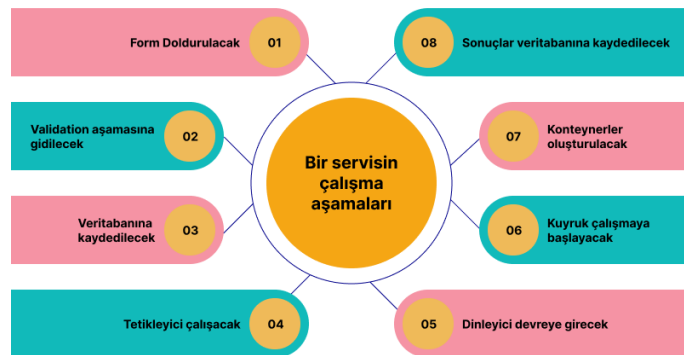 Form Doldurulacak
01
Validation aşamasına
gidilecek
02
Veritabanına
kaydedilecek
03
Tetikleyici çalışacak
04
Bir servisin
çalışma
aşamaları
05
Dinleyici devreye girecek
06
Kuyruk çalışmaya
başlayacak
07
Konteynerler
oluşturulacak
08
Sonuçlar veritabanına kaydedilecek